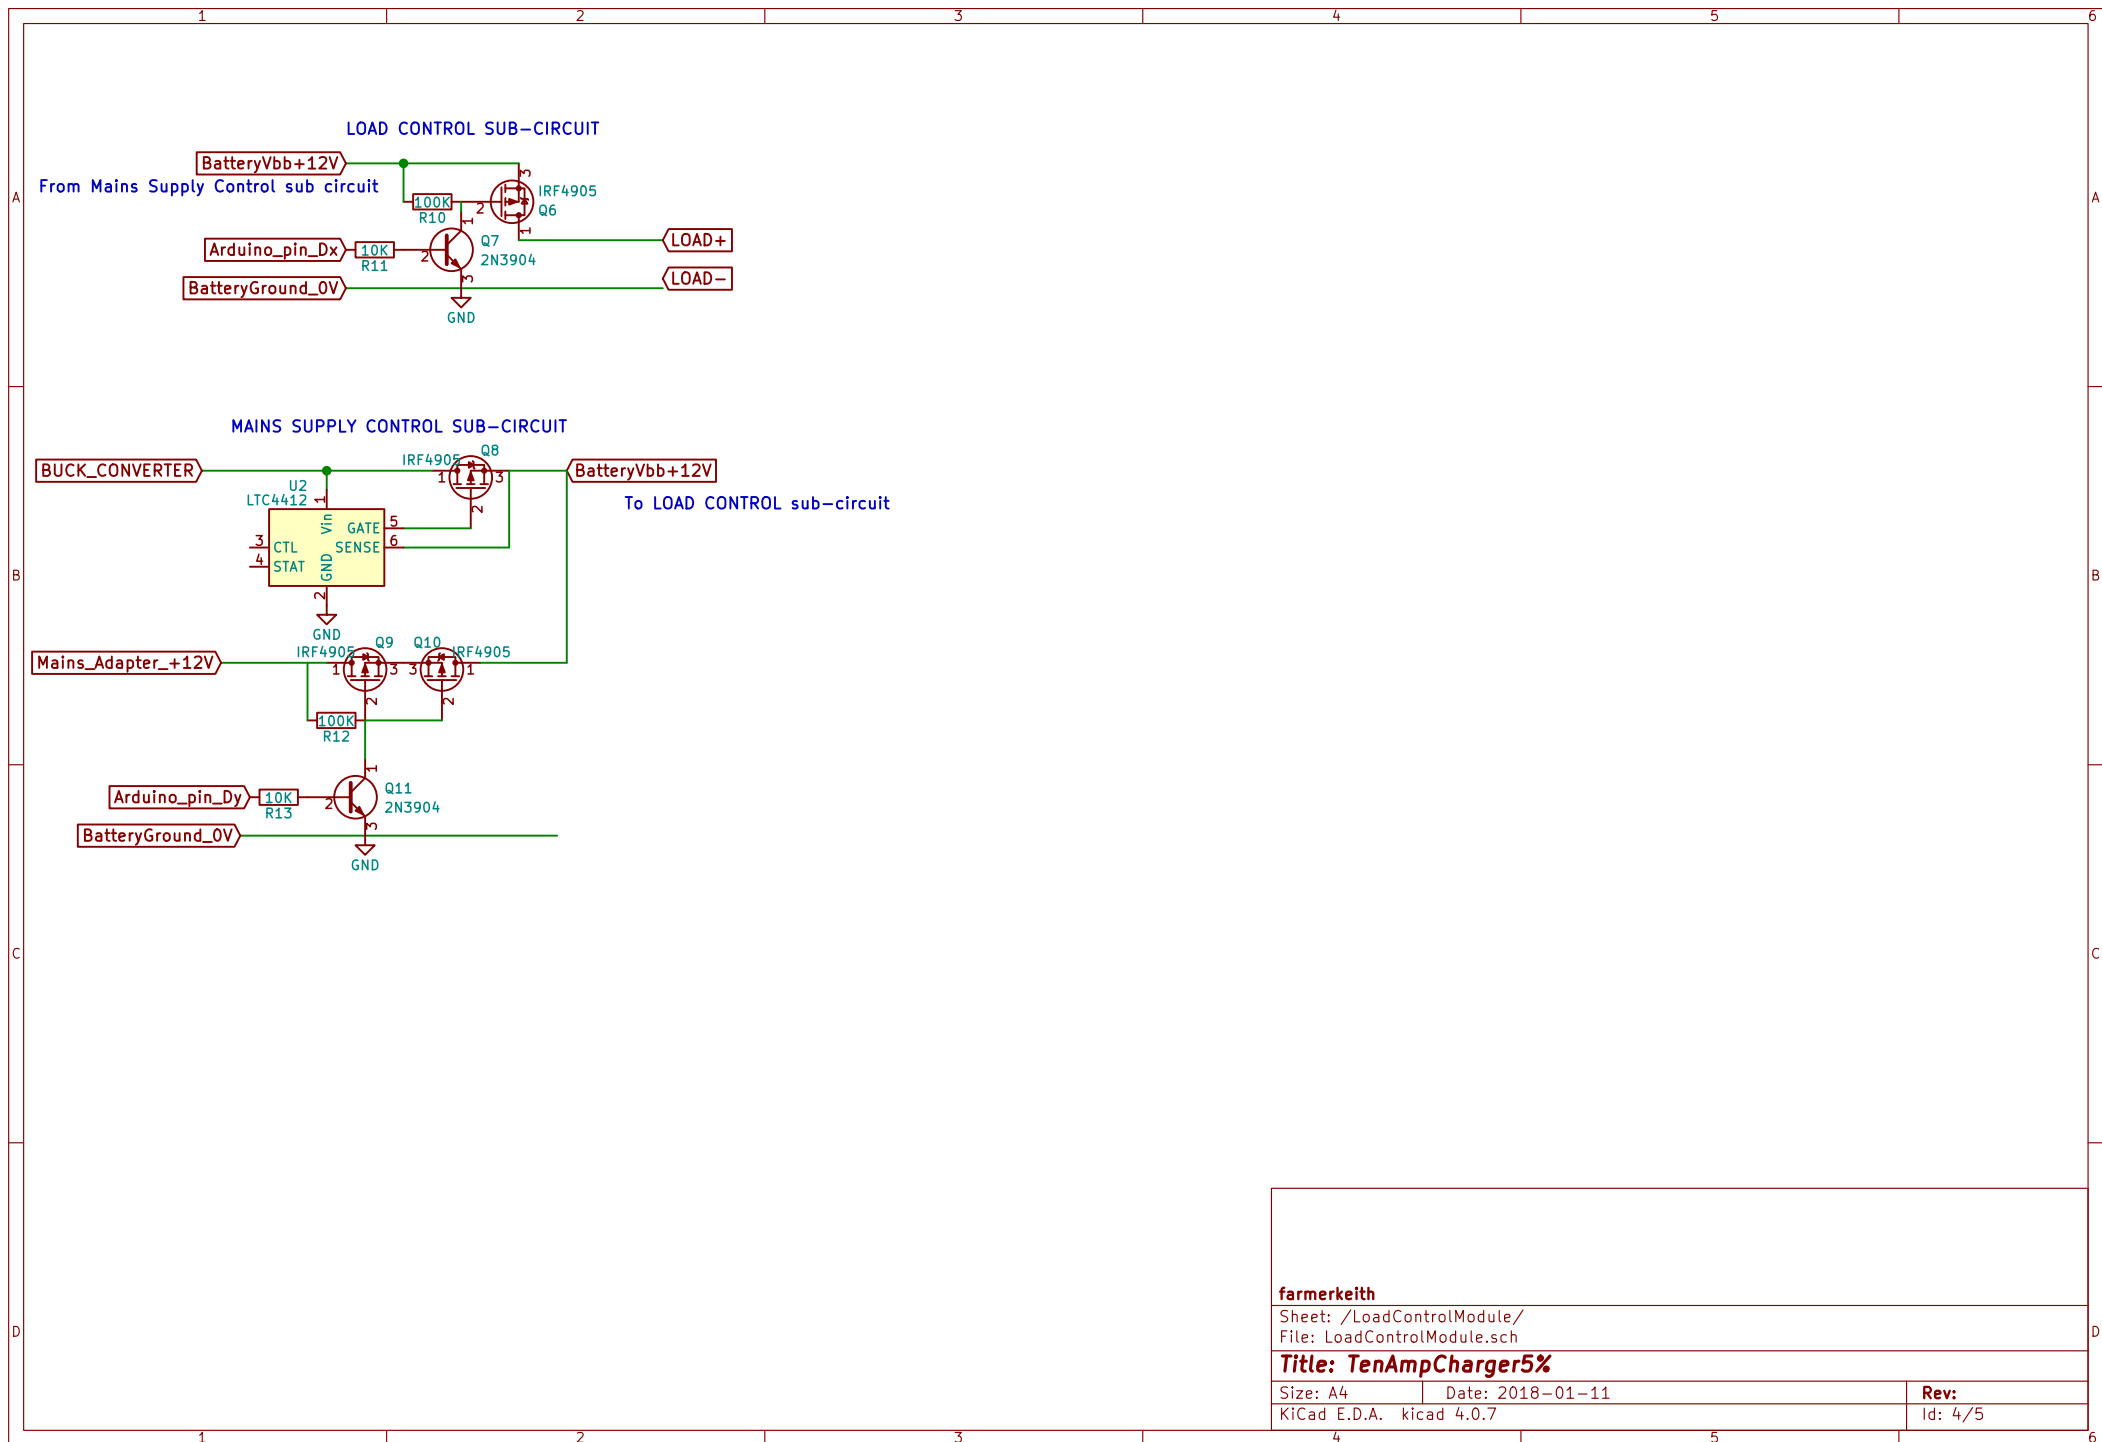 1 2 3 4 5 6
A A
B B
C C
D D
LOAD CONTROL SUB-CIRCUIT
BatteryVbb+12V
From Mains Supply Control sub circuit
3
IRF4905
Q6
100K
R10
2
1
1
Q7
2N3904
LOAD+
Arduino_pin_Dx
10K
R11
2
3
LOAD-
BatteryGround_0V
GND
MAINS SUPPLY CONTROL SUB-CIRCUIT
Q8
IRF4905
BUCK_CONVERTER
1
3
2
BatteryVbb+12V
To LOAD CONTROL sub-circuit
U2
LTC4412
1
Vin
GATE
5
3
CTL
SENSE
6
4
STAT
GND
2
GND
Q9
Q10
IRF4905
IRF4905
Mains_Adapter_+12V
1
3
3
1
2
2
100K
R12
1
Q11
2N3904
Arduino_pin_Dy
10K
R13
2
3
BatteryGround_0V
GND
farmerkeith
Sheet: /LoadControlModule/
File: LoadControlModule.sch
Title: TenAmpCharger5%
Size: A4
Date: 2018-01-11
Rev:
KiCad E.D.A. kicad 4.0.7
Id: 4/5
1 2 3 4 5 6